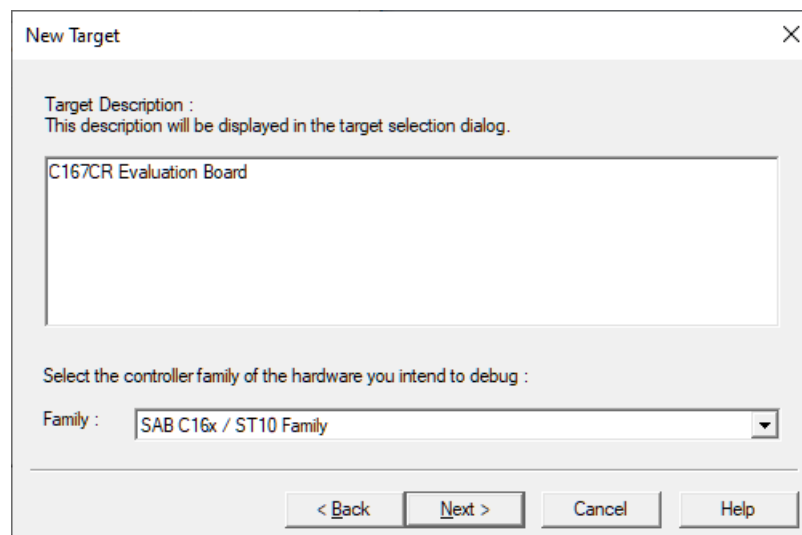 New Target
Target Description :
This description will be displayed in the target selection dialog.
C167CR Evaluation Board
Select the controller family of the hardware you intend to debug :
Family :
SAB C16x / ST10 Family
< Back
Next >
Cancel
Help